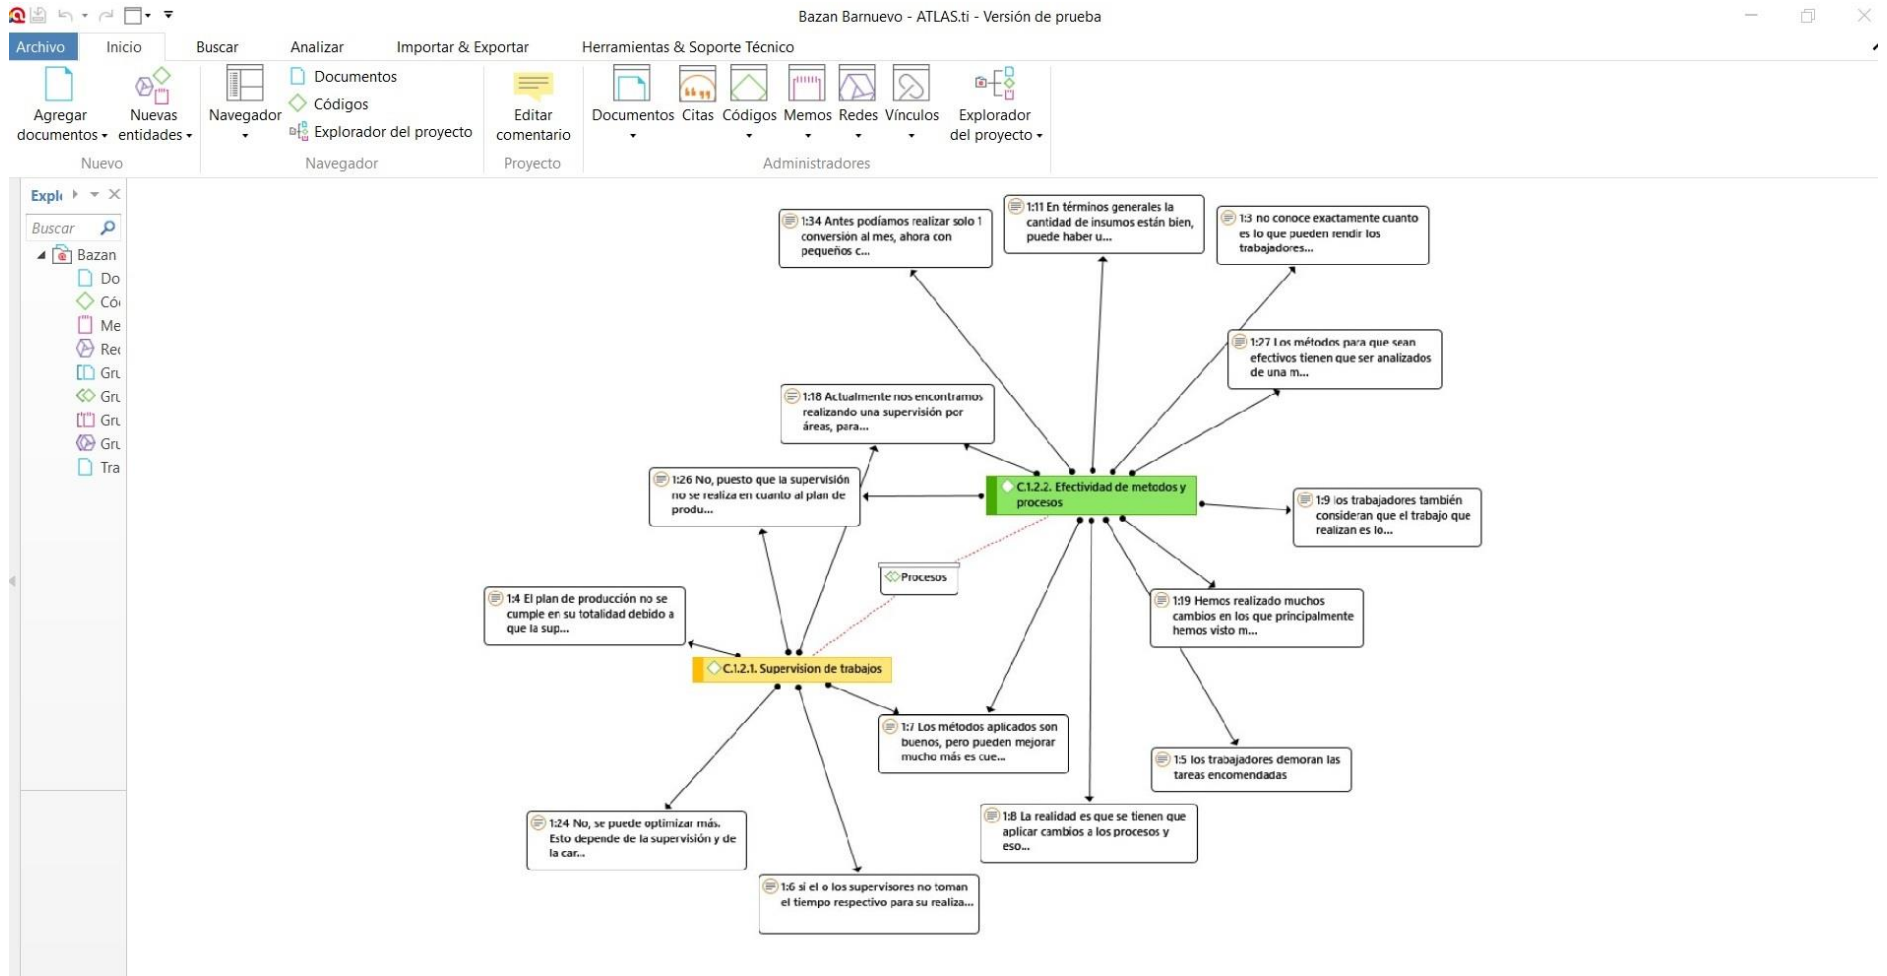 Bazan Barnuevo - ATLAS.ti - Versión de prueba
Archivo Inicio Buscar Analizar Importar & Exportar Herramientas & Soporte Técnico
Agregar
documentos
Nuevas
entidades
Nuevo
Navegador
Documentos
Códigos
Explorador del proyecto
Navegador
Editar
comentario
Proyecto
Documentos Citas Códigos Memos Redes Vínculos
Explorador
del proyecto
Administradores
Explo
Buscar
Bazan
Do
Có
Me
Re
Gru
Gru
Gru
Gru
Tra
1:34 Antes podíamos realizar solo 1
conversión al mes, ahora con
pequeños c...
1:11 En términos generales la
cantidad de insumos están bien,
puede haber u...
1:3 no conoce exactamente cuanto
es lo que pueden rendir los
trabajadores...
1:27 Los métodos para que sean
efectivos tienen que ser analizados
de una m...
1:18 Actualmente nos encontramos
realizando una supervisión por
áreas, para...
1:26 No, puesto que la supervisión
no se realiza en cuanto al plan de
produ...
C.1.2.2. Efectividad de metodos y
procesos
1:9 los trabajadores también
consideran que el trabajo que
realizan es lo...
Procesos
1:4 El plan de producción no se
cumple en su totalidad debido a
que la sup...
1:19 Hemos realizado muchos
cambios en los que principalmente
hemos visto m...
C.1.2.1. Supervision de trabajos
1:7 Los métodos aplicados son
buenos, pero pueden mejorar
mucho más es cue...
1:5 los trabajadores demoran las
tareas encomendadas
1:24 No, se puede optimizar más.
Esto depende de la supervisión y de
la car...
1:8 La realidad es que se tienen que
aplicar cambios a los procesos y
eso...
1:6 si el o los supervisores no toman
el tiempo respectivo para su realiza...